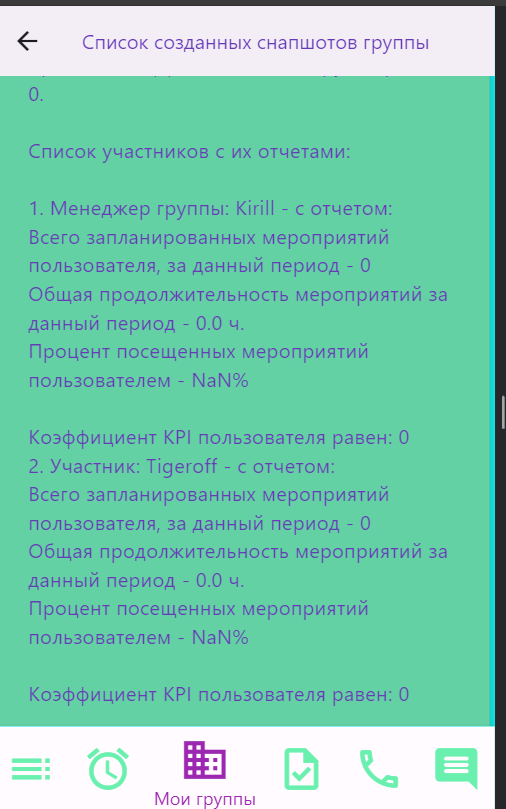 Список созданных снапшотов группы
0.
Список участников с их отчетами:
1. Менеджер группы: Kirill - с отчетом:
Всего запланированных мероприятий
пользователя, за данный период - 0
Общая продолжительность мероприятий за
данный период - 0.0 ч.
Процент посещенных мероприятий
пользователем - NaN%
Коэффициент KPI пользователя равен: 0
2. Участник: Tigeroff - с отчетом:
Всего запланированных мероприятий
пользователя, за данный период - 0
Общая продолжительность мероприятий за
данный период - 0.0 ч.
Процент посещенных мероприятий
пользователем - NaN%
Коэффициент KPI пользователя равен: 0
Мои группы